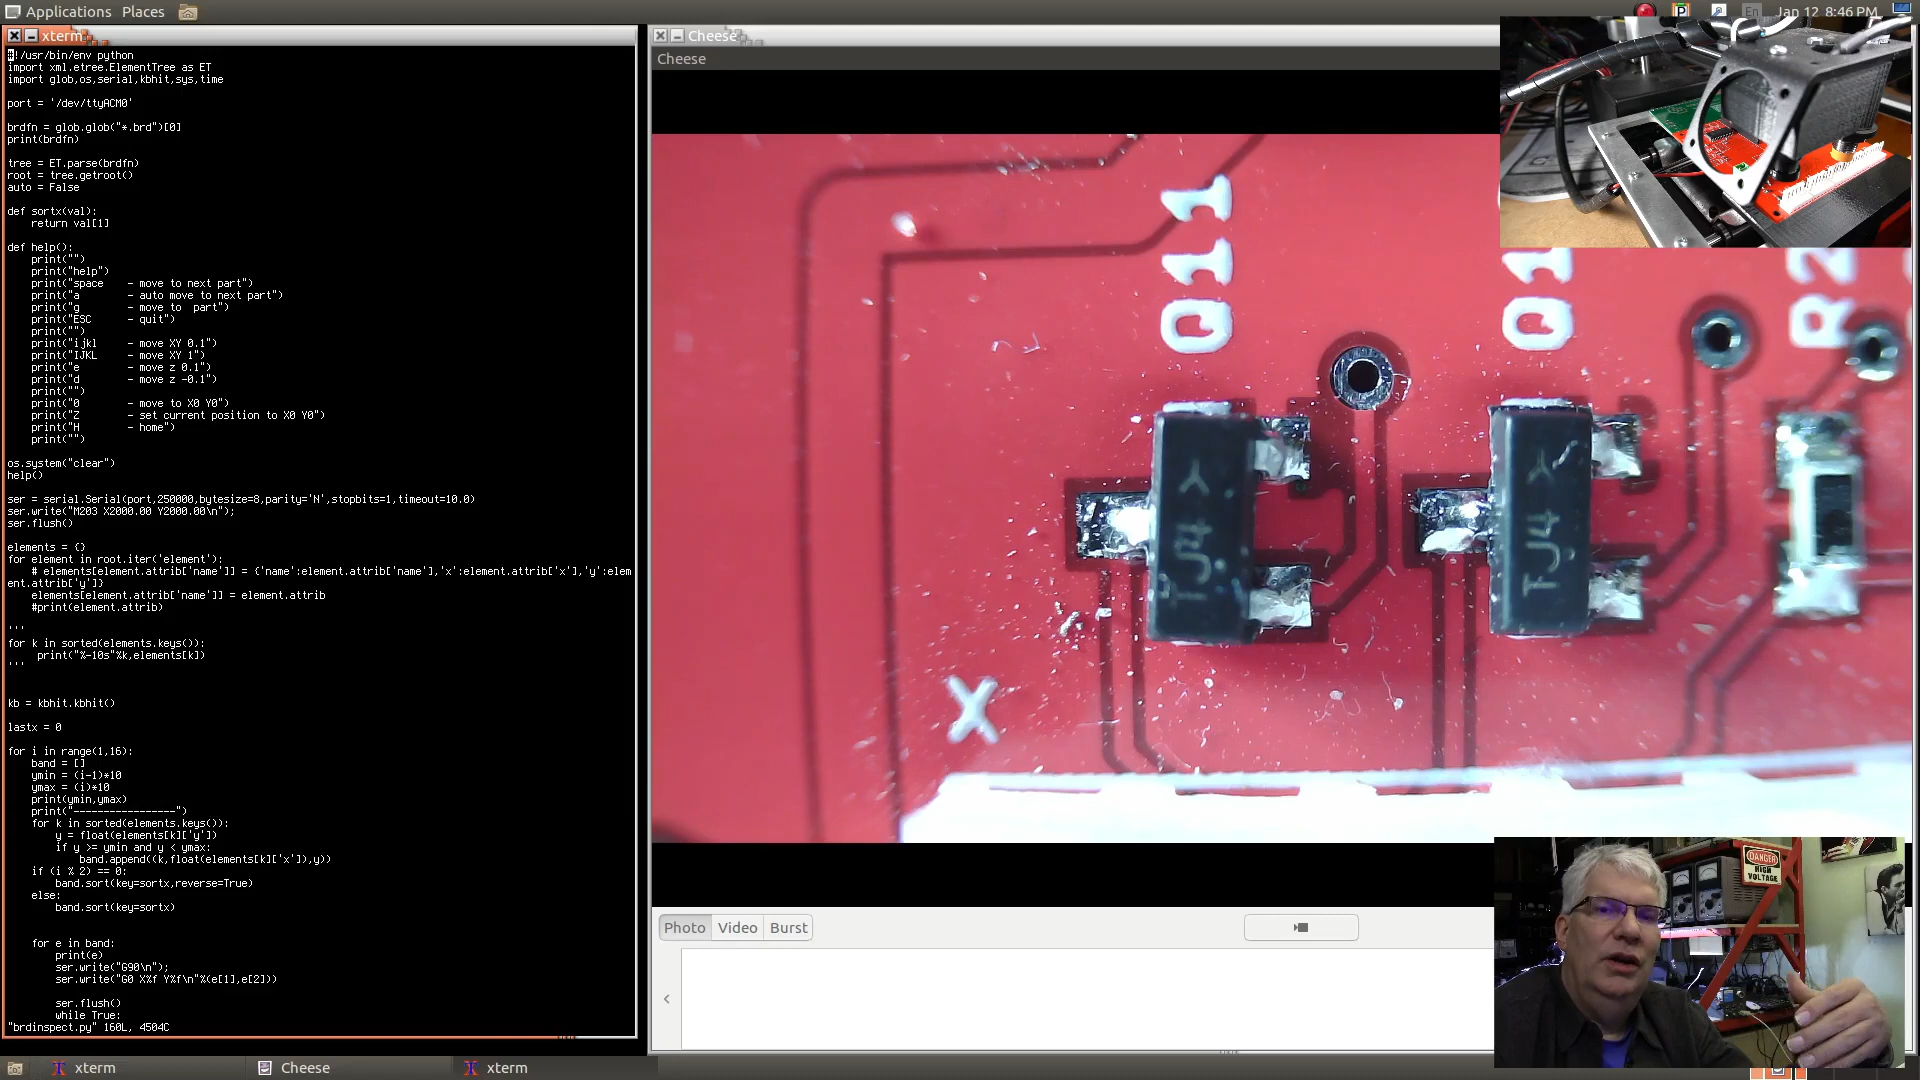 Applications Places
En Jan 12 8:46 PM
xterm
#!/usr/bin/env python
import xml.etree.ElementTree as ET
import glob,os,serial,kbhit,sys,time
port = '/dev/ttyACM0'
brdfn = glob.glob("*.brd")[0]
print(brdfn)
tree = ET.parse(brdfn)
root = tree.getroot()
auto = False
def sortx(val):
    return val[1]
def help():
    print("")
    print("help")
    print("space    - move to next part")
    print("a        - auto move to next part")
    print("g        - move to  part")
    print("ESC      - quit")
    print("")
    print("ijkl     - move XY 0.1")
    print("IJKL     - move XY 1")
    print("e        - move z 0.1")
    print("d        - move z -0.1")
    print("")
    print("0        - move to X0 Y0")
    print("Z        - set current position to X0 Y0")
    print("H        - home")
    print("")
os.system("clear")
help()
ser = serial.Serial(port,250000,bytesize=8,parity='N',stopbits=1,timeout=10.0)
ser.write("M203 X2000.00 Y2000.00\n");
ser.flush()
elements = {}
for element in root.iter('element'):
    # elements[element.attrib['name']] = {'name':element.attrib['name'],'x':element.attrib['x'],'y':elem
ent.attrib['y']}
    elements[element.attrib['name']] = element.attrib
    #print(element.attrib)
'''
for k in sorted(elements.keys()):
     print("%-10s"%k,elements[k])
'''
kb = kbhit.kbhit()
lastx = 0
for i in range(1,16):
    band = []
    ymin = (i-1)*10
    ymax = (i)*10
    print(ymin,ymax)
    print("-----------------")
    for k in sorted(elements.keys()):
        y = float(elements[k]['y'])
        if y >= ymin and y < ymax:
            band.append((k,float(elements[k]['x']),y))
    if (i % 2) == 0:
        band.sort(key=sortx,reverse=True)
    else:
        band.sort(key=sortx)
    for e in band:
        print(e)
        ser.write("G90\n");
        ser.write("G0 X%f Y%f\n"%(e[1],e[2]))
        ser.flush()
        while True:
"brdinspect.py" 160L, 4504C
Cheese
Cheese
Q11
Q1
R2
TJ4
X
Photo Video Burst
DANGER
HIGH
VOLTAGE
xterm
Cheese
xterm